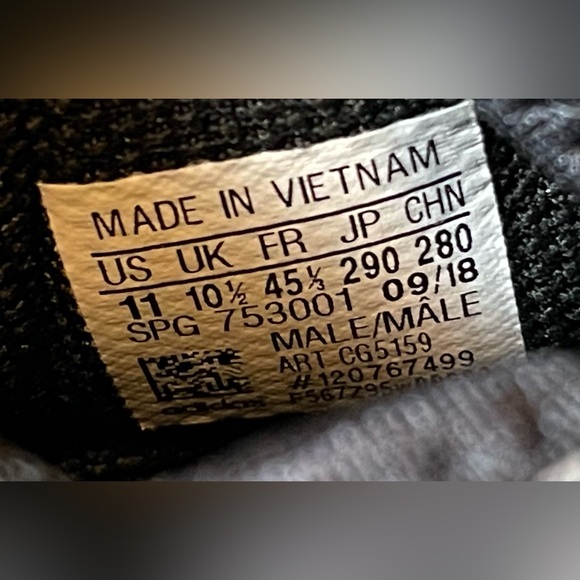 MADE IN VIETNAM
US UK FR JP CHN
11 10½ 45⅓ 290 280
SPG 753001 09/18
MALE/MÂLE
ART CG5159
#120767499
adidas